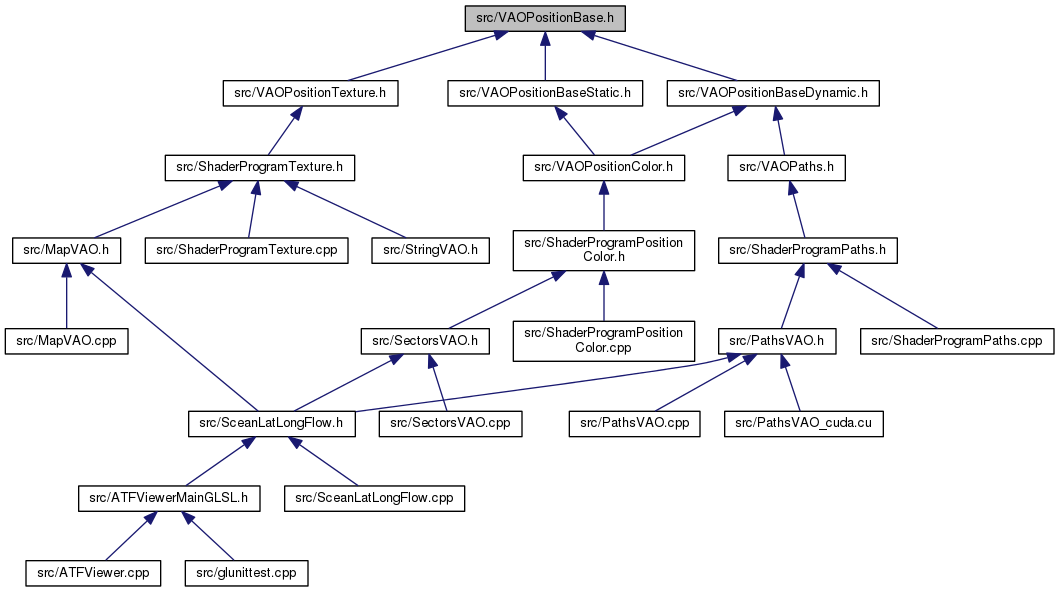 src/VAOPositionBase.h
src/VAOPositionTexture.h
src/VAOPositionBaseStatic.h
src/VAOPositionBaseDynamic.h
src/ShaderProgramTexture.h
src/VAOPositionColor.h
src/VAOPaths.h
src/MapVAO.h
src/ShaderProgramTexture.cpp
src/StringVAO.h
src/ShaderProgramPosition
Color.h
src/ShaderProgramPaths.h
src/MapVAO.cpp
src/SectorsVAO.h
src/ShaderProgramPosition
Color.cpp
src/PathsVAO.h
src/ShaderProgramPaths.cpp
src/SceanLatLongFlow.h
src/SectorsVAO.cpp
src/PathsVAO.cpp
src/PathsVAO_cuda.cu
src/ATFViewerMainGLSL.h
src/SceanLatLongFlow.cpp
src/ATFViewer.cpp
src/glunittest.cpp